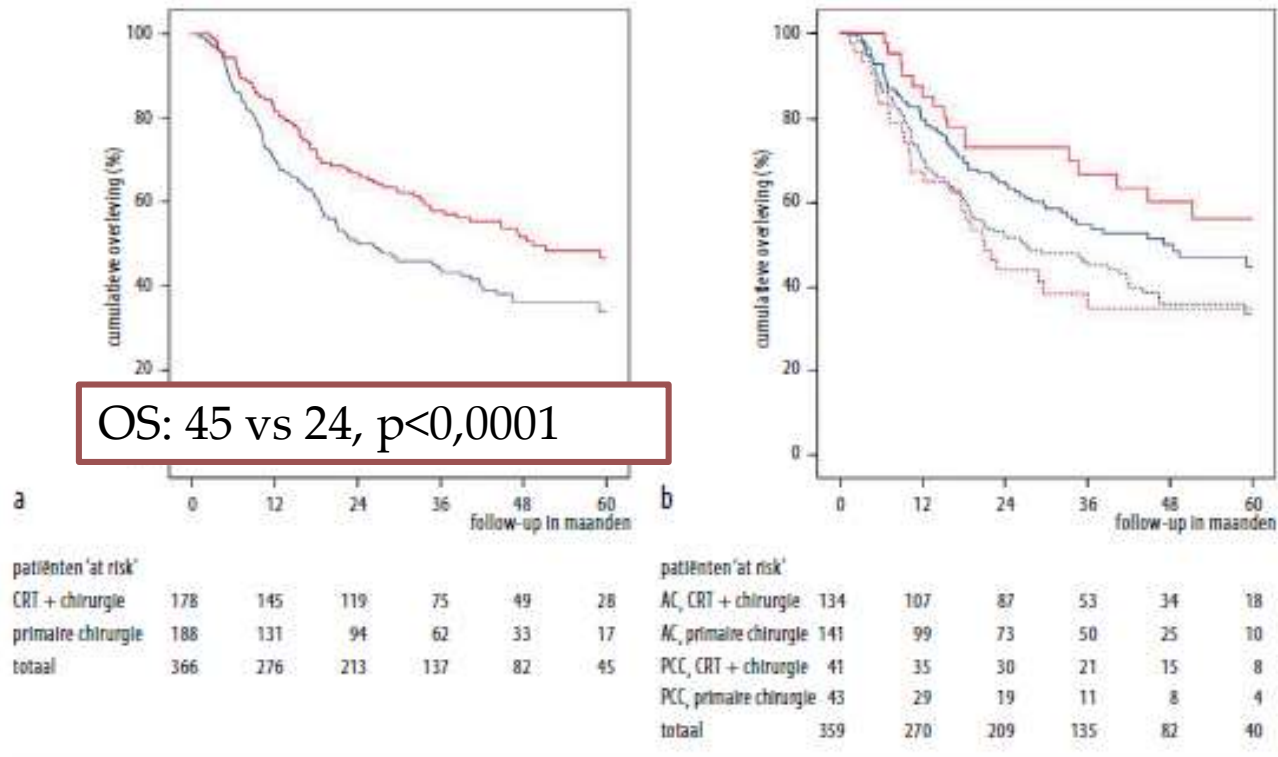 100
80
60
40
20
cumulatieve overleving (%)
OS: 45 vs 24, p<0,0001
a
0 12 24 36 48 60
follow-up in maanden
patiënten 'at risk'
CRT + chirurgie 178 145 119 75 49 28
primaire chirurgie 188 131 94 62 33 17
totaal 366 276 213 137 82 45
100
80
60
40
20
0
cumulatieve overleving (%)
b
0 12 24 36 48 60
follow-up in maanden
patiënten 'at risk'
AC, CRT + chirurgie 134 107 87 53 34 18
AC, primaire chirurgie 141 99 73 50 25 10
PCC, CRT + chirurgie 41 35 30 21 15 8
PCC, primaire chirurgie 43 29 19 11 8 4
totaal 359 270 209 135 82 40